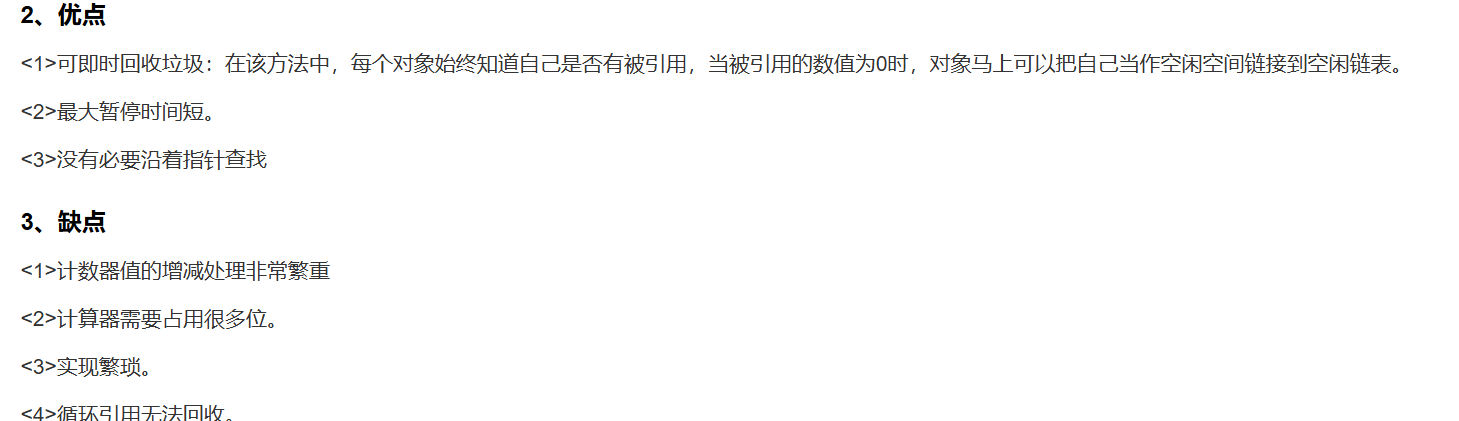 2、优点
<1>可即时回收垃圾：在该方法中，每个对象始终知道自己是否有被引用，当被引用的数值为0时，对象马上可以把自己当作空闲空间链接到空闲链表。
<2>最大暂停时间短。
<3>没有必要沿着指针查找
3、缺点
<1>计数器值的增减处理非常繁重
<2>计算器需要占用很多位。
<3>实现繁琐。
<4>循环引用无法回收。